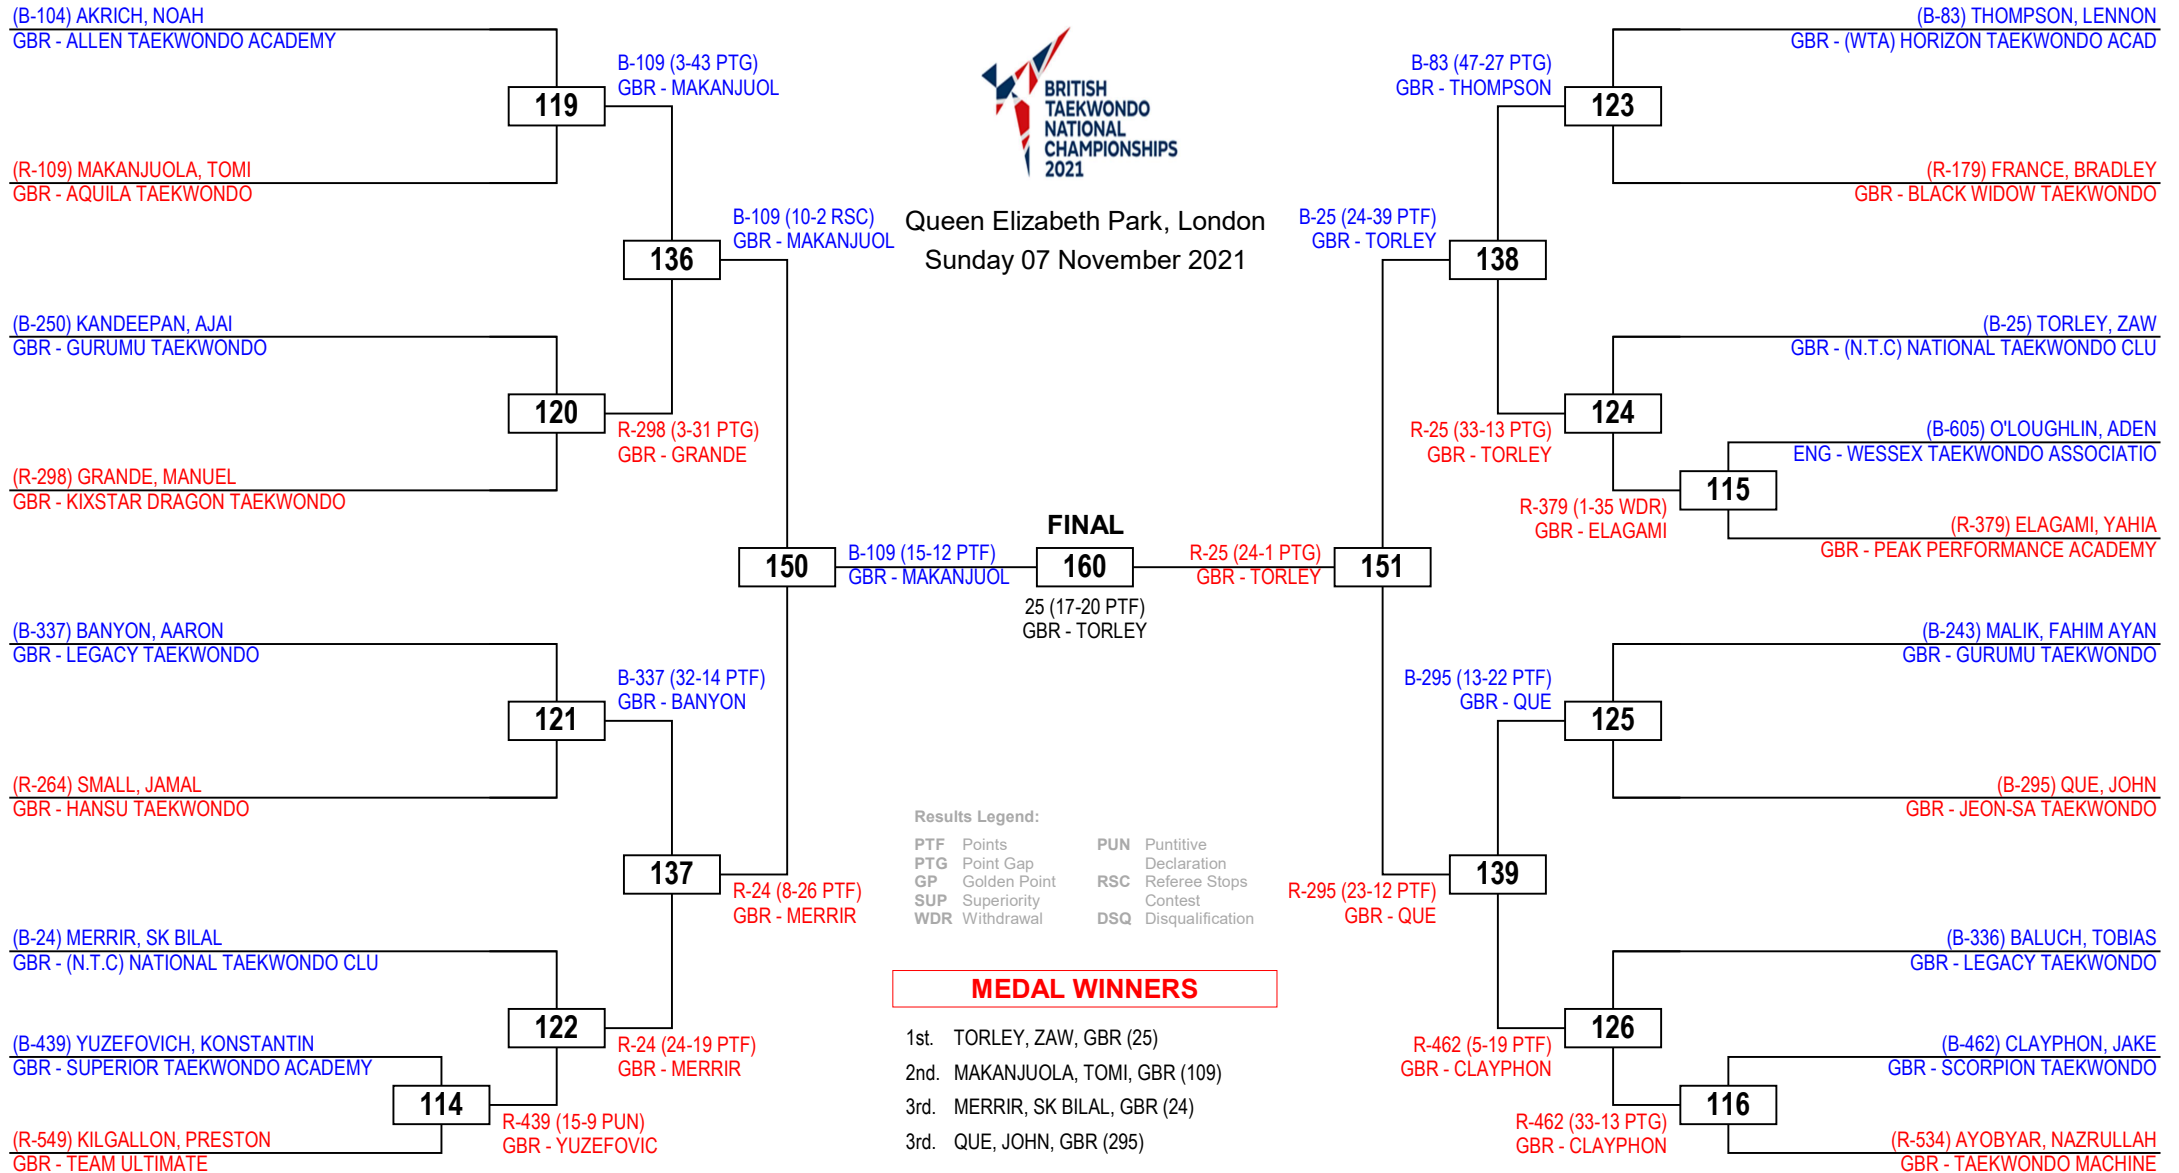 (B-104) AKRICH, NOAH
GBR - ALLEN TAEKWONDO ACADEMY
B-109 (3-43 PTG)
GBR - MAKANJUOL
119
(R-109) MAKANJUOLA, TOMI
GBR - AQUILA TAEKWONDO
B-109 (10-2 RSC)
GBR - MAKANJUOL
136
(B-250) KANDEEPAN, AJAI
GBR - GURUMU TAEKWONDO
120
R-298 (3-31 PTG)
GBR - GRANDE
(R-298) GRANDE, MANUEL
GBR - KIXSTAR DRAGON TAEKWONDO
150
B-109 (15-12 PTF)
GBR - MAKANJUOL
(B-337) BANYON, AARON
GBR - LEGACY TAEKWONDO
B-337 (32-14 PTF)
GBR - BANYON
121
(R-264) SMALL, JAMAL
GBR - HANSU TAEKWONDO
137
R-24 (8-26 PTF)
GBR - MERRIR
(B-24) MERRIR, SK BILAL
GBR - (N.T.C) NATIONAL TAEKWONDO CLU
122
R-24 (24-19 PTF)
GBR - MERRIR
(B-439) YUZEFOVICH, KONSTANTIN
GBR - SUPERIOR TAEKWONDO ACADEMY
114
R-439 (15-9 PUN)
GBR - YUZEFOVIC
(R-549) KILGALLON, PRESTON
GBR - TEAM ULTIMATE
BRITISH
TAEKWONDO
NATIONAL
CHAMPIONSHIPS
2021
Queen Elizabeth Park, London
Sunday 07 November 2021
FINAL
160
25 (17-20 PTF)
GBR - TORLEY
Results Legend:
PTF Points
PTG Point Gap
GP Golden Point
SUP Superiority
WDR Withdrawal
PUN Puntitive
Declaration
RSC Referee Stops
Contest
DSQ Disqualification
MEDAL WINNERS
1st. TORLEY, ZAW, GBR (25)
2nd. MAKANJUOLA, TOMI, GBR (109)
3rd. MERRIR, SK BILAL, GBR (24)
3rd. QUE, JOHN, GBR (295)
(B-83) THOMPSON, LENNON
GBR - (WTA) HORIZON TAEKWONDO ACAD
B-83 (47-27 PTG)
GBR - THOMPSON
123
(R-179) FRANCE, BRADLEY
GBR - BLACK WIDOW TAEKWONDO
B-25 (24-39 PTF)
GBR - TORLEY
138
(B-25) TORLEY, ZAW
GBR - (N.T.C) NATIONAL TAEKWONDO CLU
124
R-25 (33-13 PTG)
GBR - TORLEY
(B-605) O'LOUGHLIN, ADEN
ENG - WESSEX TAEKWONDO ASSOCIATIO
115
R-379 (1-35 WDR)
GBR - ELAGAMI
(R-379) ELAGAMI, YAHIA
GBR - PEAK PERFORMANCE ACADEMY
R-25 (24-1 PTG)
GBR - TORLEY
151
(B-243) MALIK, FAHIM AYAN
GBR - GURUMU TAEKWONDO
B-295 (13-22 PTF)
GBR - QUE
125
(B-295) QUE, JOHN
GBR - JEON-SA TAEKWONDO
139
R-295 (23-12 PTF)
GBR - QUE
(B-336) BALUCH, TOBIAS
GBR - LEGACY TAEKWONDO
126
R-462 (5-19 PTF)
GBR - CLAYPHON
(B-462) CLAYPHON, JAKE
GBR - SCORPION TAEKWONDO
116
R-462 (33-13 PTG)
GBR - CLAYPHON
(R-534) AYOBYAR, NAZRULLAH
GBR - TAEKWONDO MACHINE